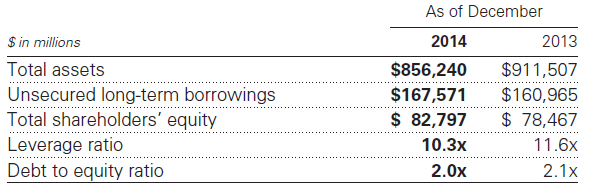 As of December
$ in millions 2014 2013
Total assets $856,240 $911,507
Unsecured long-term borrowings $167,571 $160,965
Total shareholders’ equity $ 82,797 $ 78,467
Leverage ratio 10.3x 11.6x
Debt to equity ratio 2.0x 2.1x